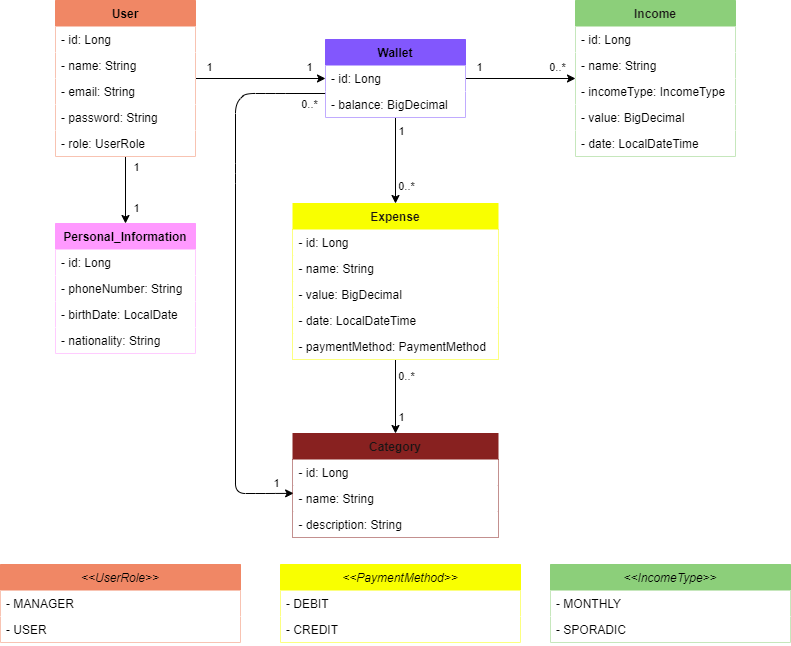 User
- id: Long
- name: String
- email: String
- password: String
- role: UserRole
1
1
Wallet
- id: Long
- balance: BigDecimal
1
0..*
Income
- id: Long
- name: String
- incomeType: IncomeType
- value: BigDecimal
- date: LocalDateTime
0..*
1
1
1
0..*
Personal_Information
- id: Long
- phoneNumber: String
- birthDate: LocalDate
- nationality: String
Expense
- id: Long
- name: String
- value: BigDecimal
- date: LocalDateTime
- paymentMethod: PaymentMethod
0..*
1
Category
- id: Long
- name: String
- description: String
1
<<UserRole>>
- MANAGER
- USER
<<PaymentMethod>>
- DEBIT
- CREDIT
<<IncomeType>>
- MONTHLY
- SPORADIC